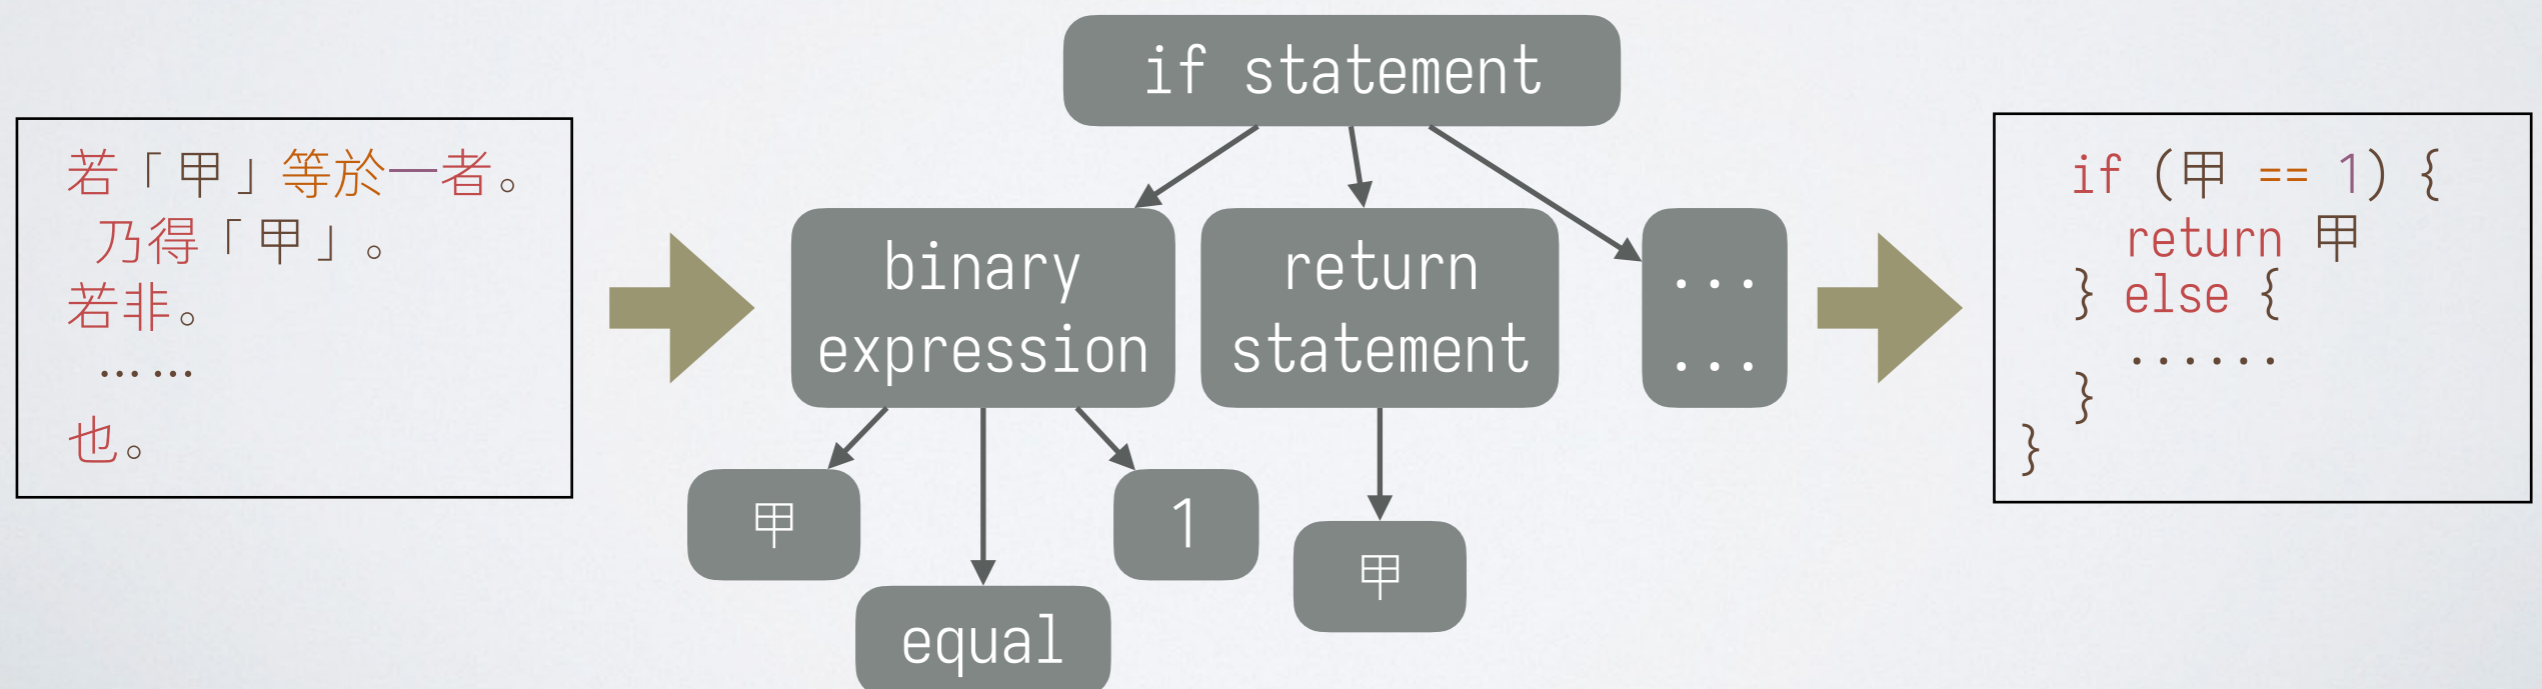 若「甲」等於一者。
乃得「甲」。
若非。
……
也。
if statement
binary
expression
return
statement
...
...
甲
equal
1
甲
if (甲 == 1) {
return 甲
} else {
......
}
}